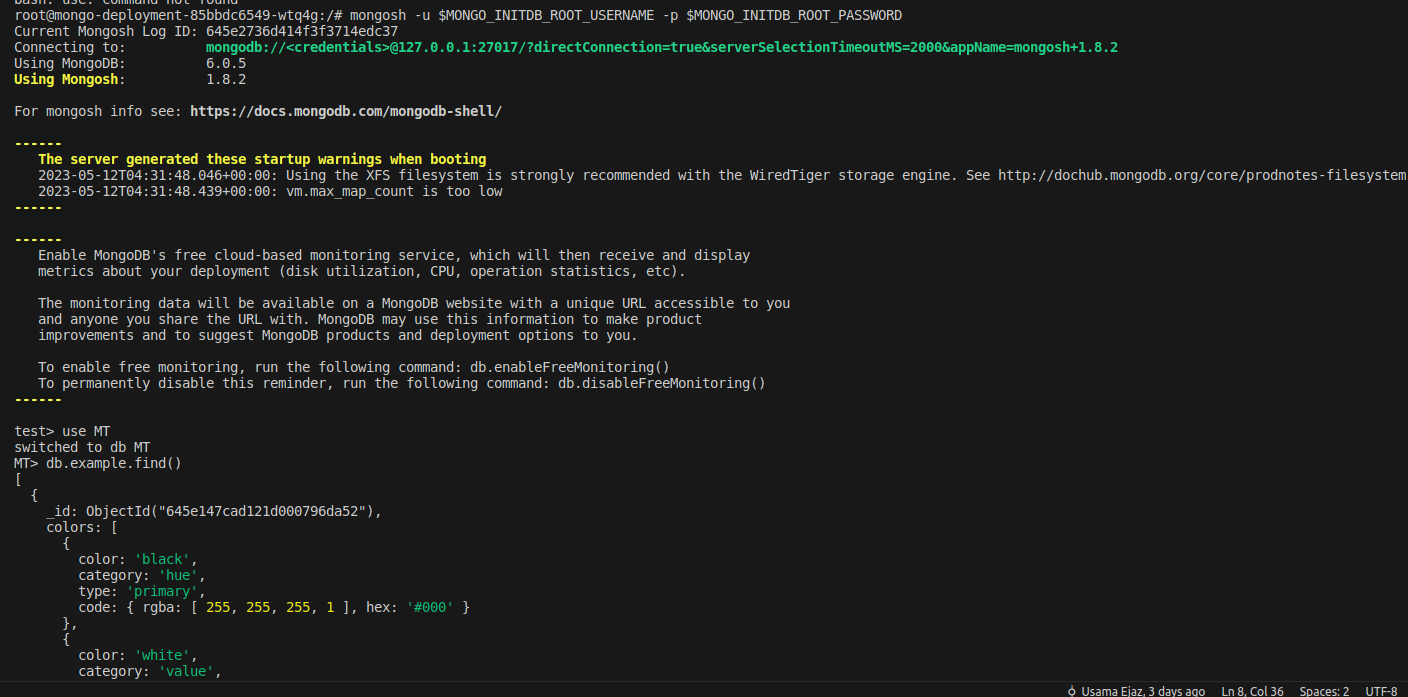 bash: use: command not found
root@mongo-deployment-85bbdc6549-wtq4g:/# mongosh -u $MONGO_INITDB_ROOT_USERNAME -p $MONGO_INITDB_ROOT_PASSWORD
Current Mongosh Log ID: 645e2736d414f3f3714edc37
Connecting to:          mongodb://<credentials>@127.0.0.1:27017/?directConnection=true&serverSelectionTimeoutMS=2000&appName=mongosh+1.8.2
Using MongoDB:          6.0.5
Using Mongosh:          1.8.2
For mongosh info see: https://docs.mongodb.com/mongodb-shell/
------
   The server generated these startup warnings when booting
   2023-05-12T04:31:48.046+00:00: Using the XFS filesystem is strongly recommended with the WiredTiger storage engine. See http://dochub.mongodb.org/core/prodnotes-filesystem
   2023-05-12T04:31:48.439+00:00: vm.max_map_count is too low
------
------
   Enable MongoDB's free cloud-based monitoring service, which will then receive and display
   metrics about your deployment (disk utilization, CPU, operation statistics, etc).
   The monitoring data will be available on a MongoDB website with a unique URL accessible to you
   and anyone you share the URL with. MongoDB may use this information to make product
   improvements and to suggest MongoDB products and deployment options to you.
   To enable free monitoring, run the following command: db.enableFreeMonitoring()
   To permanently disable this reminder, run the following command: db.disableFreeMonitoring()
------
test> use MT
switched to db MT
MT> db.example.find()
[
  {
    _id: ObjectId("645e147cad121d000796da52"),
    colors: [
      {
        color: 'black',
        category: 'hue',
        type: 'primary',
        code: { rgba: [ 255, 255, 255, 1 ], hex: '#000' }
      },
      {
        color: 'white',
        category: 'value',
Usama Ejaz, 3 days ago   Ln 8, Col 36   Spaces: 2   UTF-8